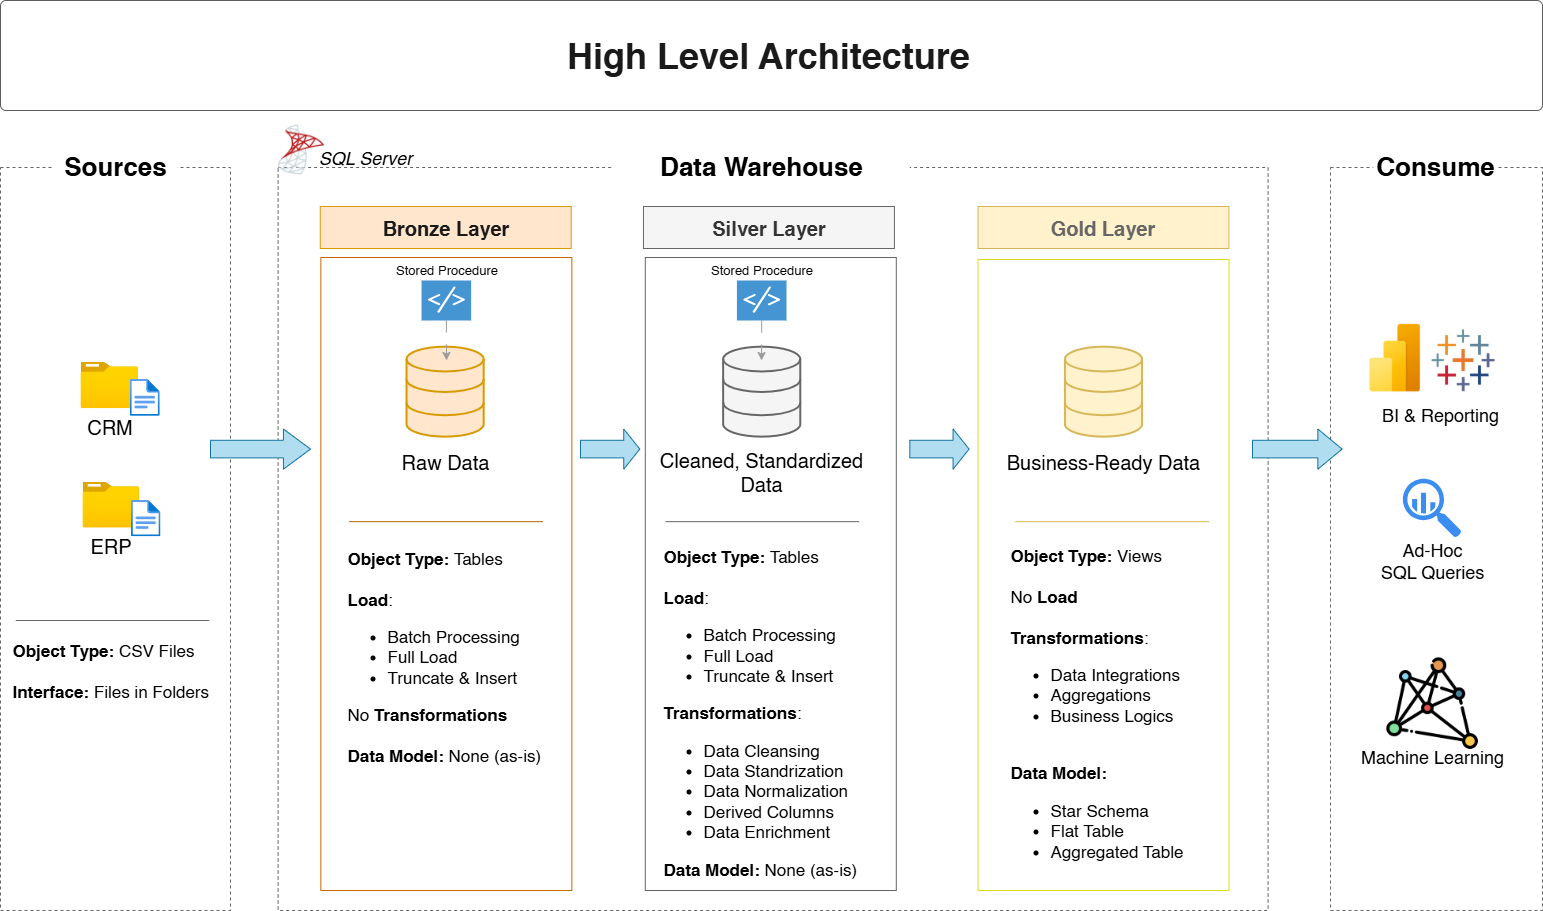 High Level Architecture
Sources
CRM
ERP
Object Type: CSV Files
Interface: Files in Folders
SQL Server
Data Warehouse
Bronze Layer
Stored Procedure
</>
Raw Data
Object Type: Tables
Load:
• Batch Processing
• Full Load
• Truncate & Insert
No Transformations
Data Model: None (as-is)
Silver Layer
Stored Procedure
</>
Cleaned, Standardized
Data
Object Type: Tables
Load:
• Batch Processing
• Full Load
• Truncate & Insert
Transformations:
• Data Cleansing
• Data Standrization
• Data Normalization
• Derived Columns
• Data Enrichment
Data Model: None (as-is)
Gold Layer
Business-Ready Data
Object Type: Views
No Load
Transformations:
• Data Integrations
• Aggregations
• Business Logics
Data Model:
• Star Schema
• Flat Table
• Aggregated Table
Consume
BI & Reporting
Ad-Hoc
SQL Queries
Machine Learning